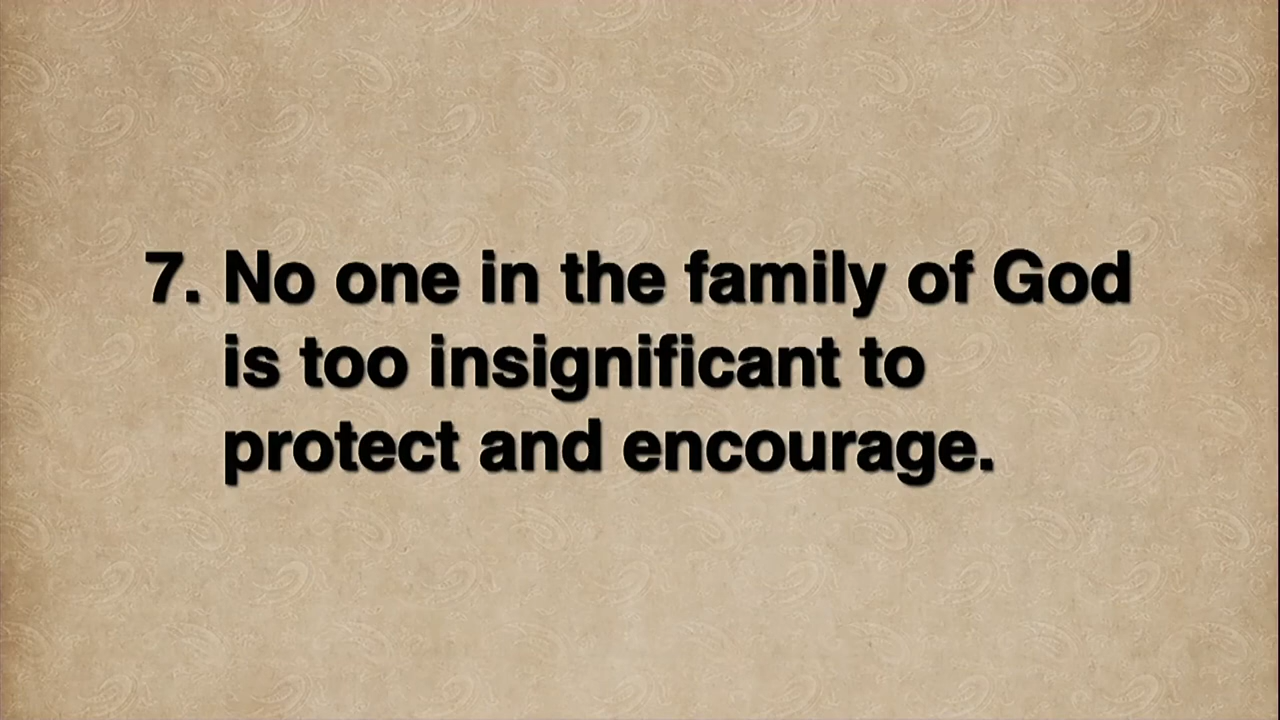 7. No one in the family of God
is too insignificant to
protect and encourage.